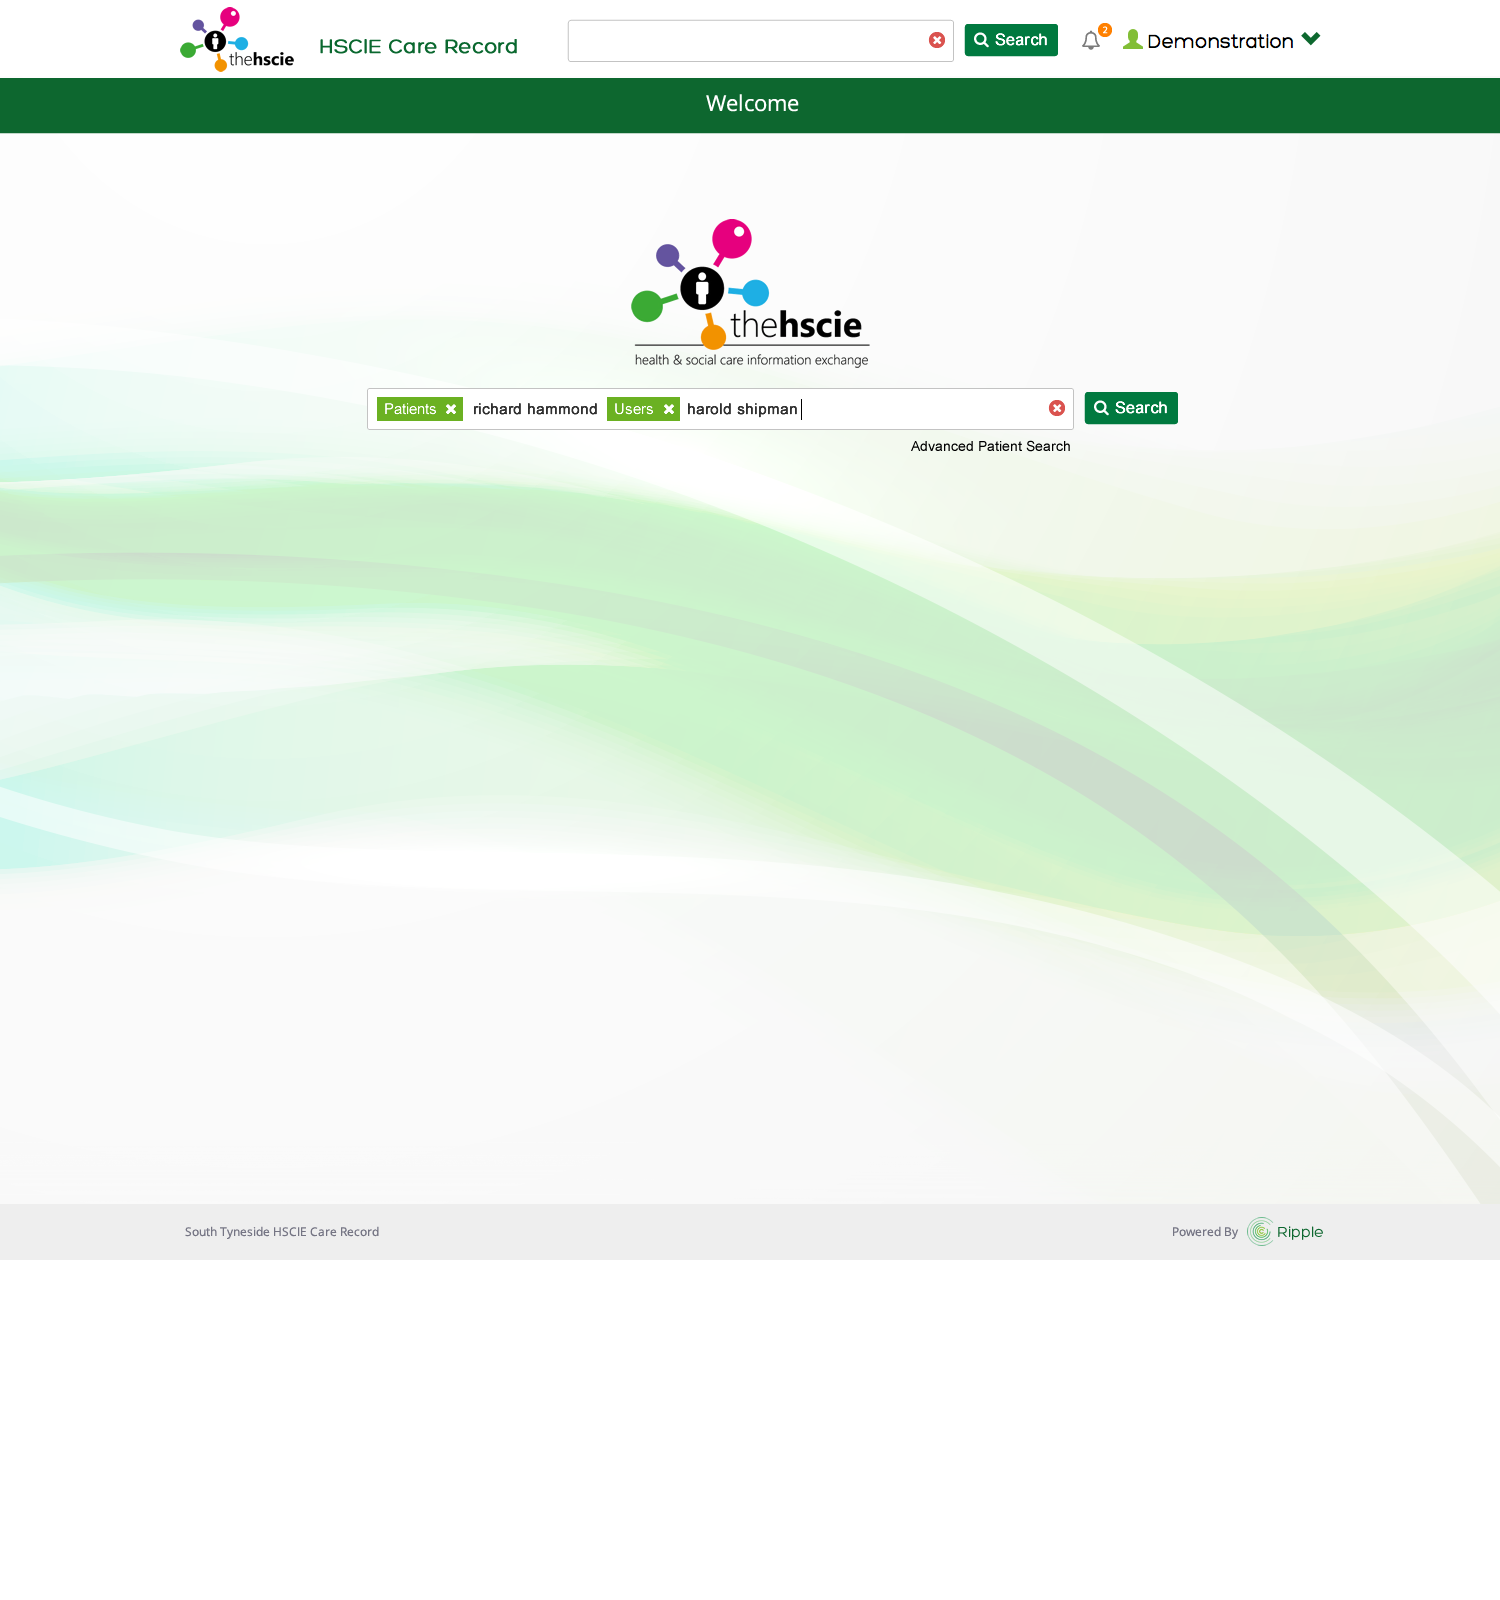 thehscie
HSCIE Care Record
Search
2
Demonstration
Welcome
thehscie
health & social care information exchange
Patients richard hammond Users harold shipman
Search
Advanced Patient Search
South Tyneside HSCIE Care Record
Powered By Ripple